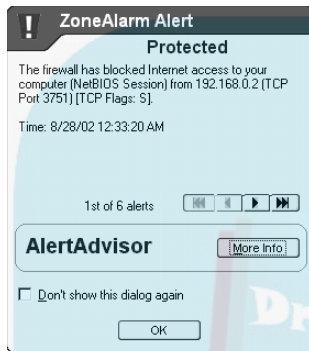 ZoneAlarm Alert
Protected
The firewall has blocked Internet access to your
computer (NetBIOS Session) from 192.168.0.2 (TCP
Port 3751) [TCP Flags: S].
Time: 8/28/02 12:33:20 AM
1st of 6 alerts
AlertAdvisor
More Info
Don't show this dialog again
OK
Dr